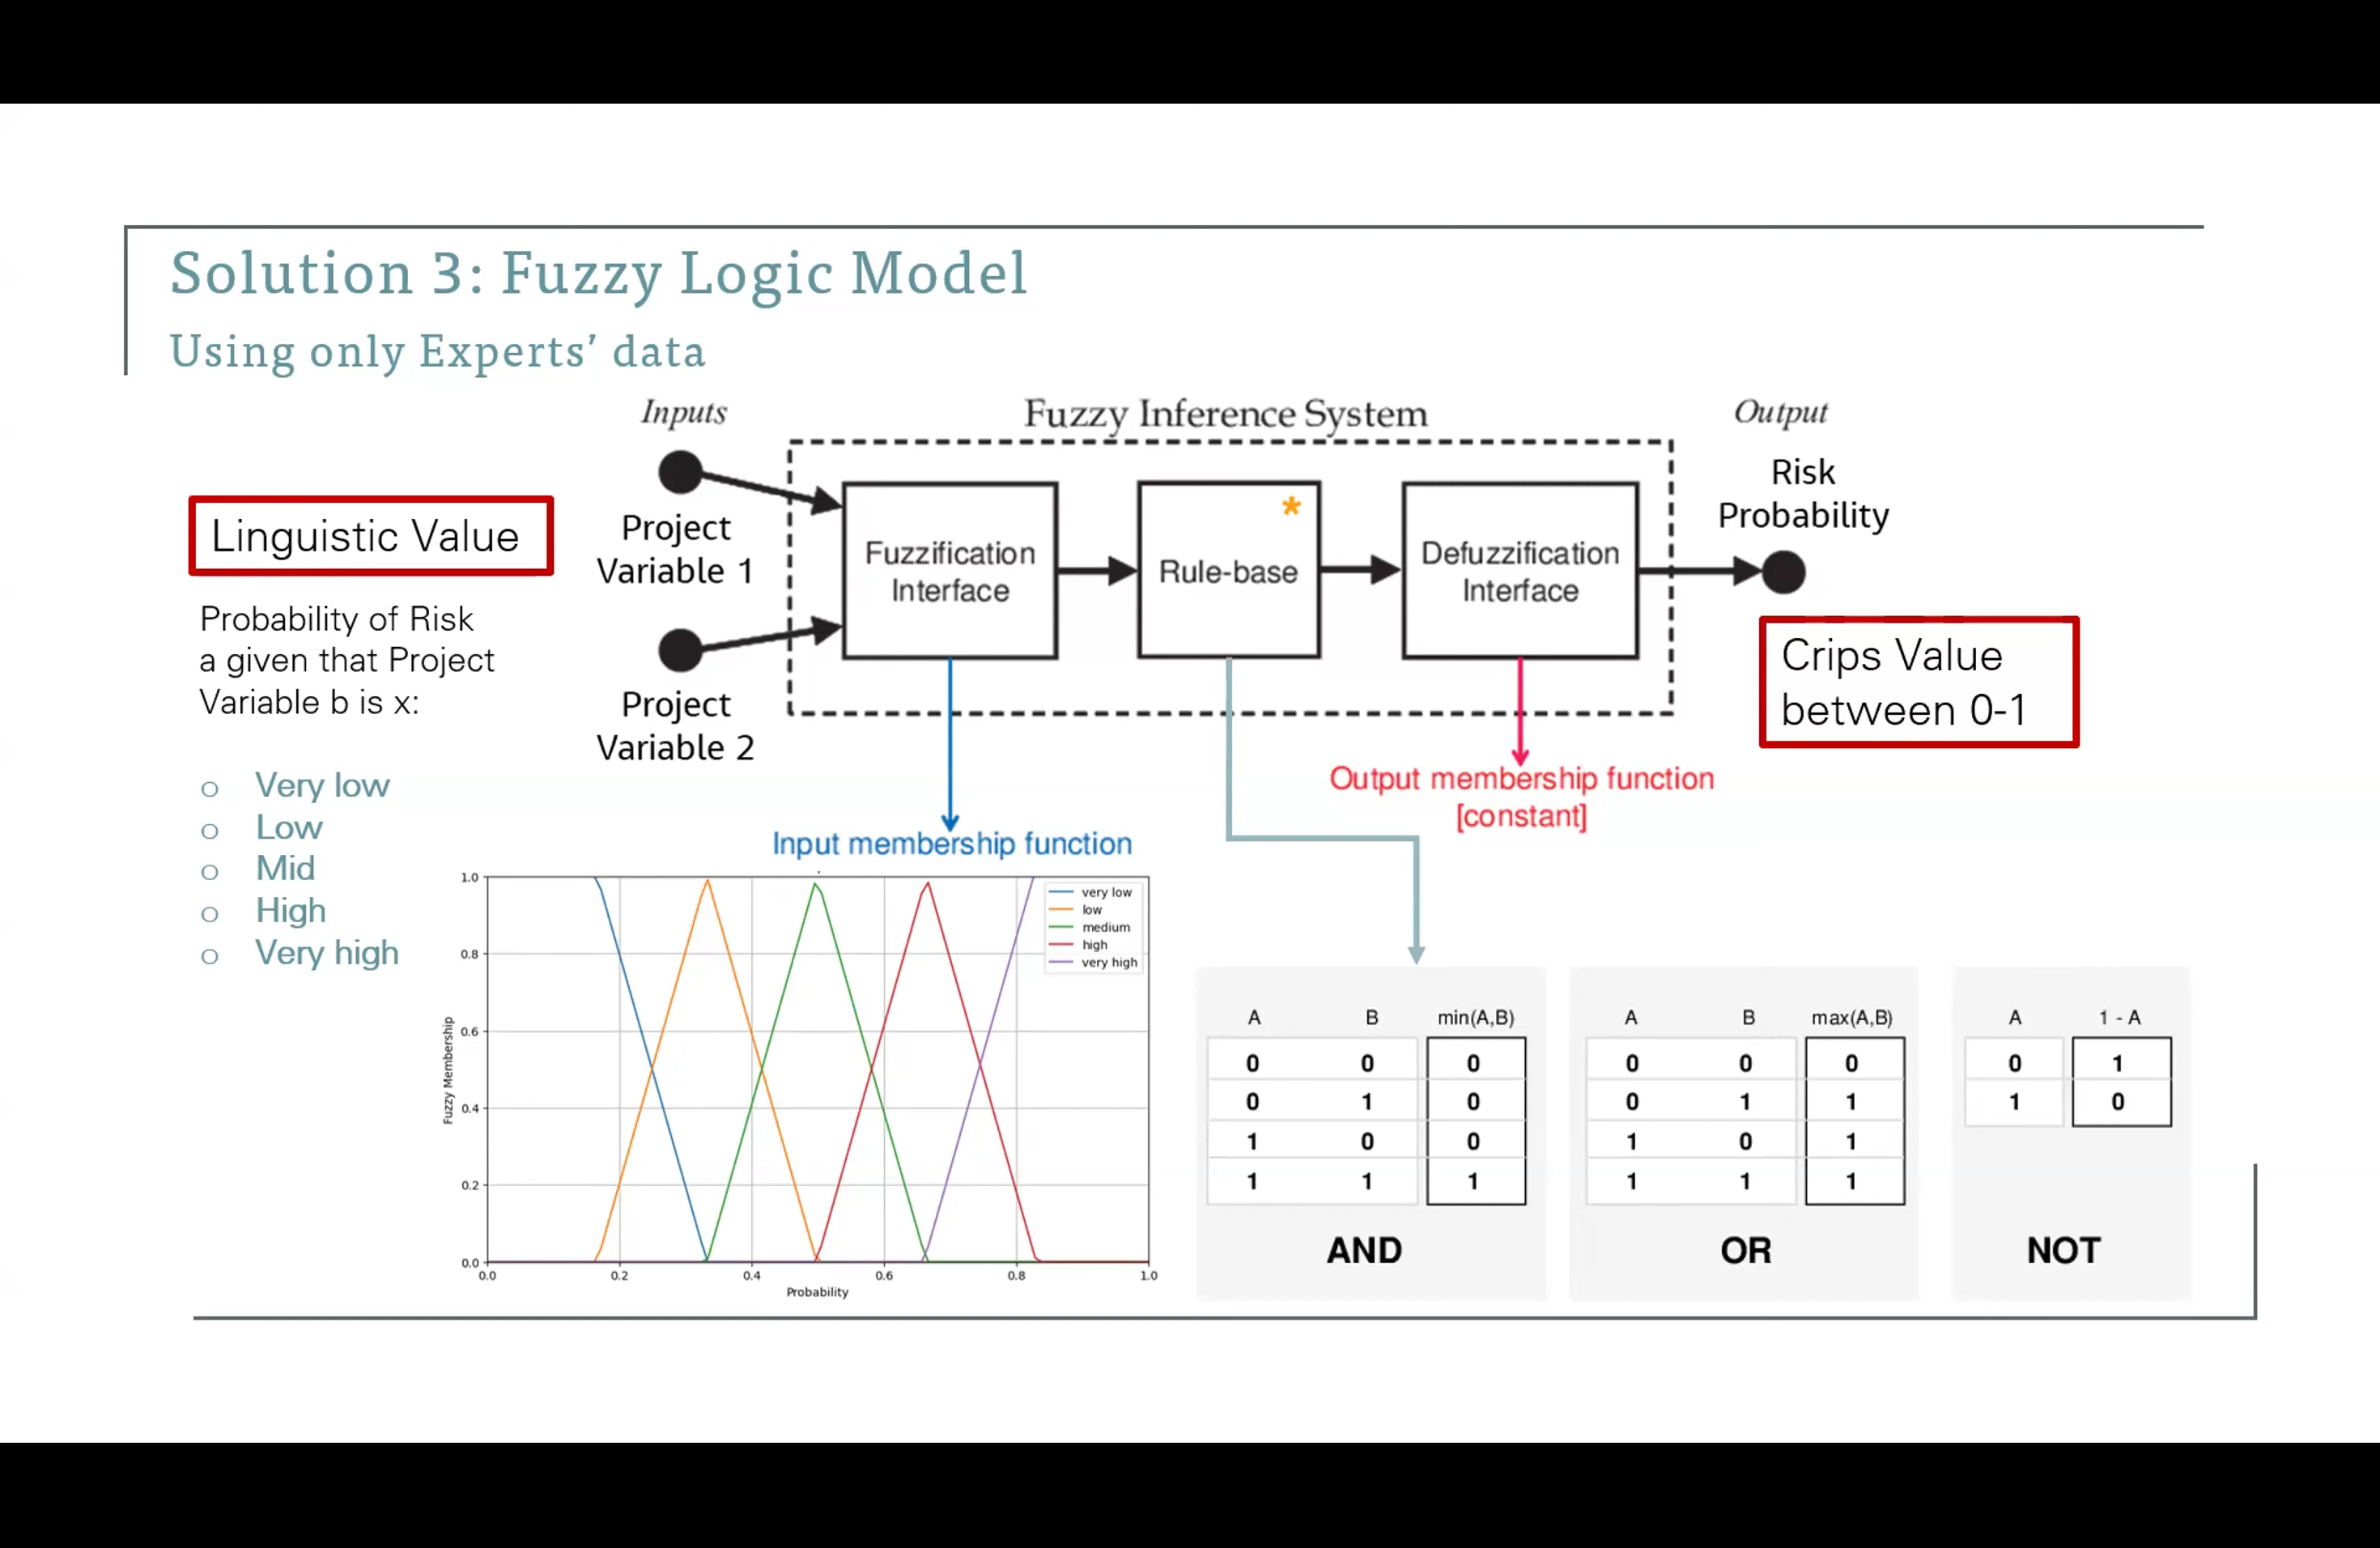 Solution 3: Fuzzy Logic Model
Using only Experts’ data
Inputs
Fuzzy Inference System
Output
Linguistic Value
Probability of Risk
a given that Project
Variable b is x:
o Very low
o Low
o Mid
o High
o Very high
Project
Variable 1
Project
Variable 2
Fuzzification
Interface
*
Rule-base
Defuzzification
Interface
Risk
Probability
Crips Value
between 0-1
Input membership function
Output membership function
[constant]
1.0
0.8
0.6
0.4
0.2
0.0
Fuzzy Membership
very low
low
medium
high
very high
0.0 0.2 0.4 0.6 0.8 1.0
Probability
A B min(A,B)
0 0 0
0 1 0
1 0 0
1 1 1
AND
A B max(A,B)
0 0 0
0 1 1
1 0 1
1 1 1
OR
A 1 - A
0 1
1 0
NOT